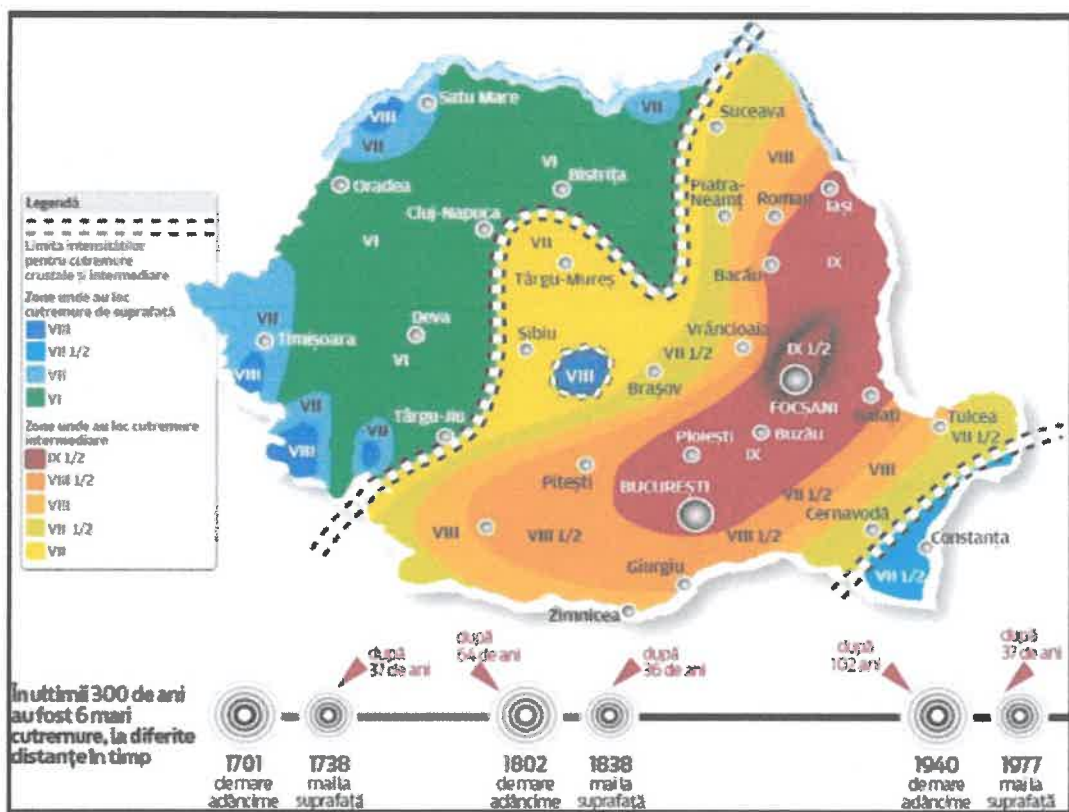 Satu Mare
VIII
VII
VII
Suceava
VI
Bistrița
VIII
Oradea
Piatra-
Neamț
Roman
Iași
Cluj-Napoca
VI
VII
Târgu-Mureș
Bacău
IX
VII
Timișoara
Deva
VI
Sibiu
VIII
Vrâncioaia
VII 1/2
Brașov
IX 1/2
FOCȘANI
VIII
VII
Târgu-Jiu
VII
VIII
Galați
Tulcea
VII 1/2
Ploiești
Buzău
IX
VIII
Pitești
BUCUREȘTI
VII 1/2
Cernavodă
VIII
VIII 1/2
VIII 1/2
Constanța
VII 1/2
Giurgiu
Zimnicea
Legendă
Limita intensităților
pentru cutremure
crustale și intermediare
Zone unde au loc
cutremure de suprafață
VIII
VII 1/2
VII
VI
Zone unde au loc cutremure
intermediare
IX 1/2
VIII 1/2
VIII
VII 1/2
VII
În ultimii 300 de ani
au fost 6 mari
cutremure, la diferite
distanțe în timp
după
37 de ani
după
64 de ani
după
36 de ani
după
102 ani
după
37 de ani
1701
de mare
adâncime
1738
mai la
suprafață
1802
de mare
adâncime
1838
mai la
suprafață
1940
de mare
adâncime
1977
mai la
suprafață